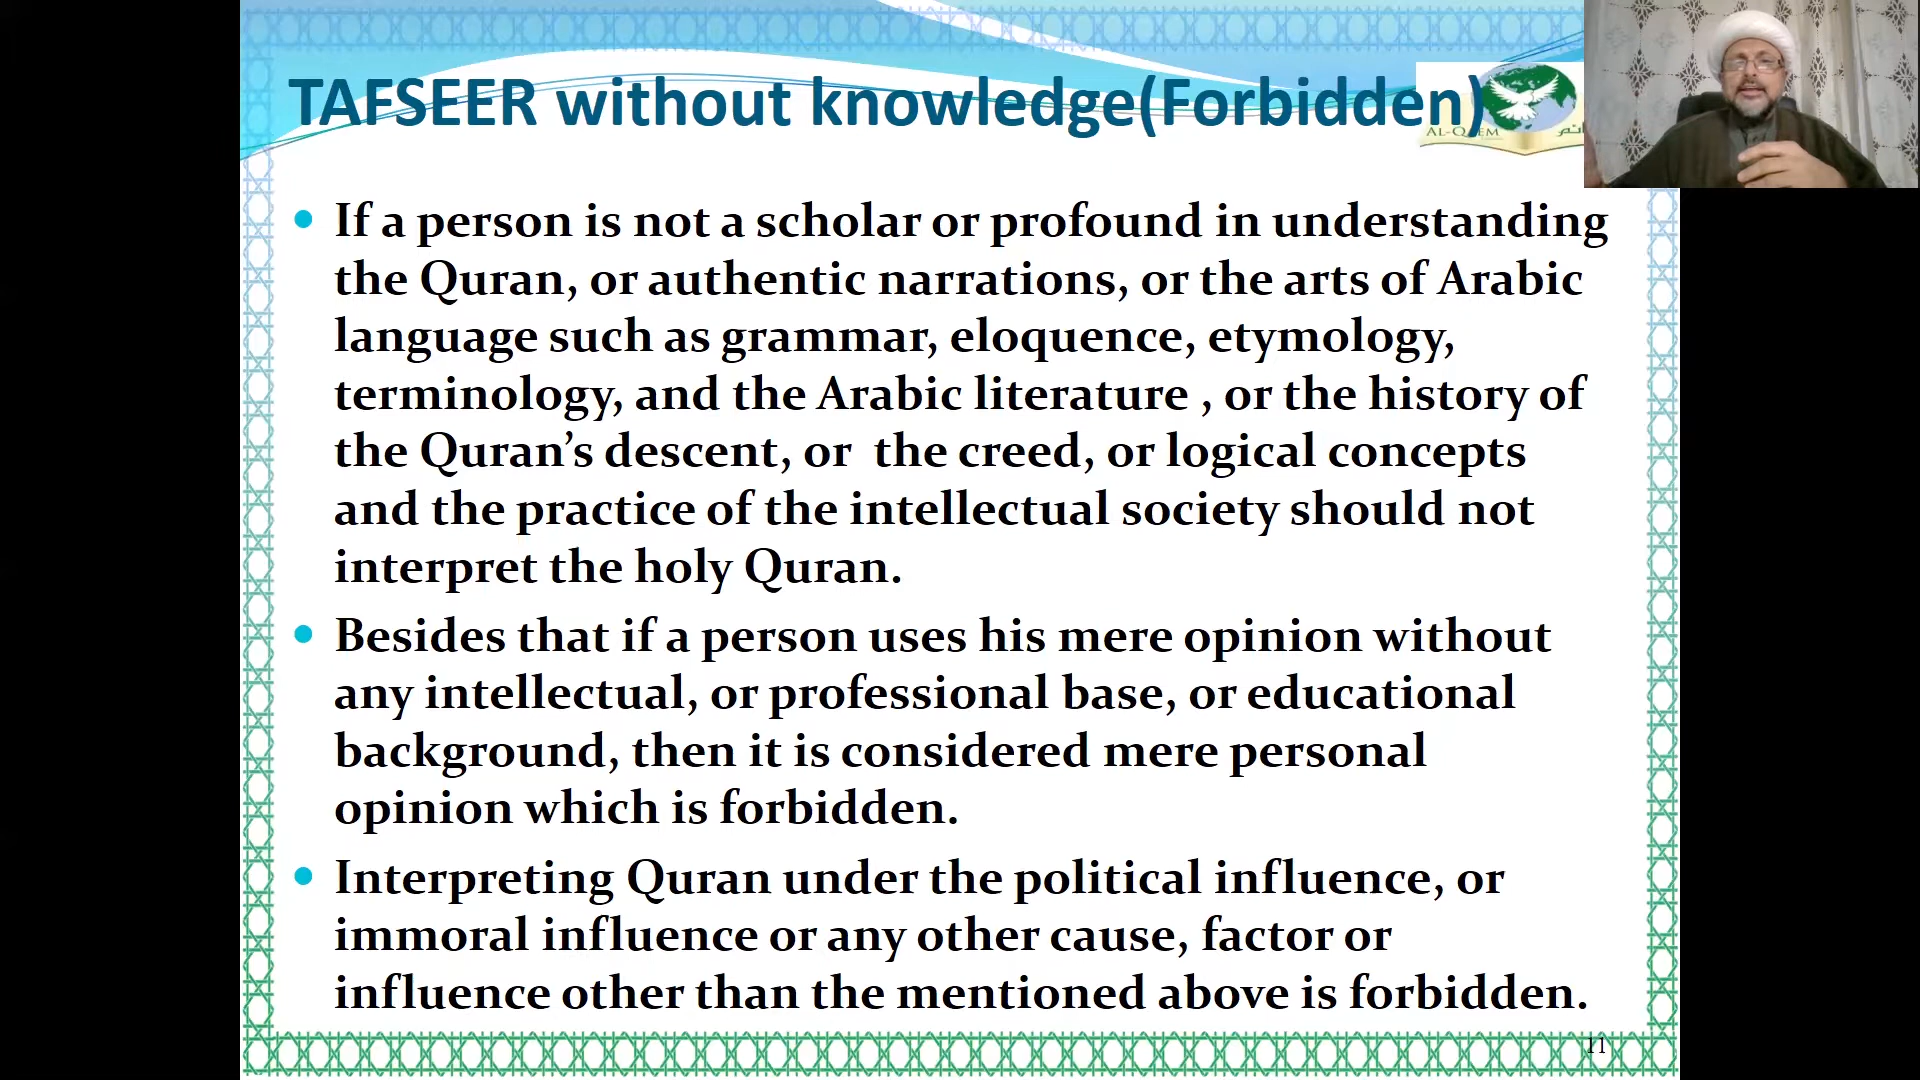 TAFSEER without knowledge(Forbidden)
AL-Q EM
ائم
• If a person is not a scholar or profound in understanding
the Quran, or authentic narrations, or the arts of Arabic
language such as grammar, eloquence, etymology,
terminology, and the Arabic literature , or the history of
the Quran’s descent, or  the creed, or logical concepts
and the practice of the intellectual society should not
interpret the holy Quran.
• Besides that if a person uses his mere opinion without
any intellectual, or professional base, or educational
background, then it is considered mere personal
opinion which is forbidden.
• Interpreting Quran under the political influence, or
immoral influence or any other cause, factor or
influence other than the mentioned above is forbidden.
11